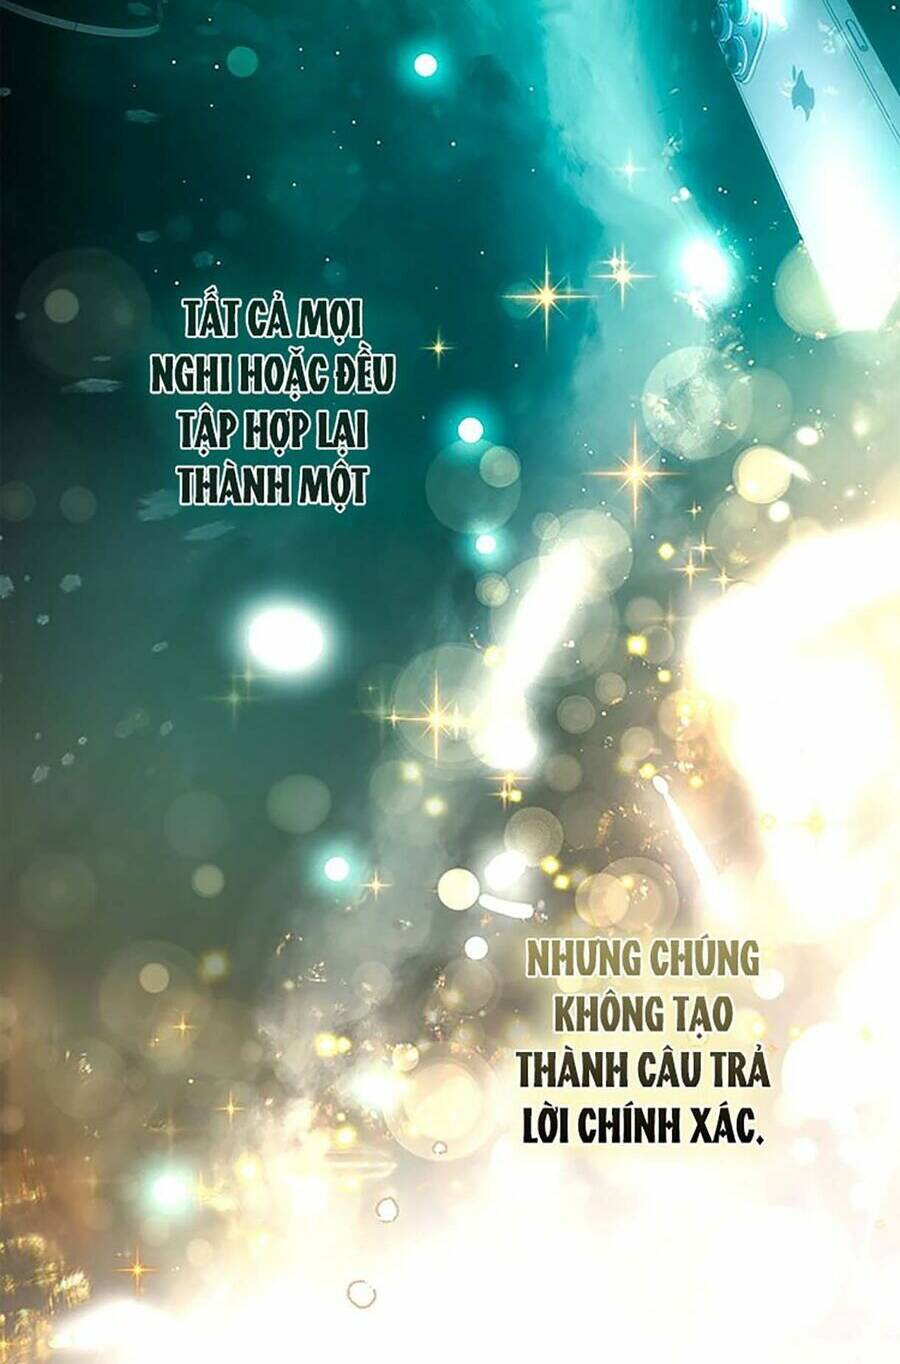 TẤT CẢ MỌI
NGHI HOẶC ĐỀU
TẬP HỢP LẠI
THÀNH MỘT
NHƯNG CHÚNG
KHÔNG TẠO
THÀNH CÂU TRẢ
LỜI CHÍNH XÁC.